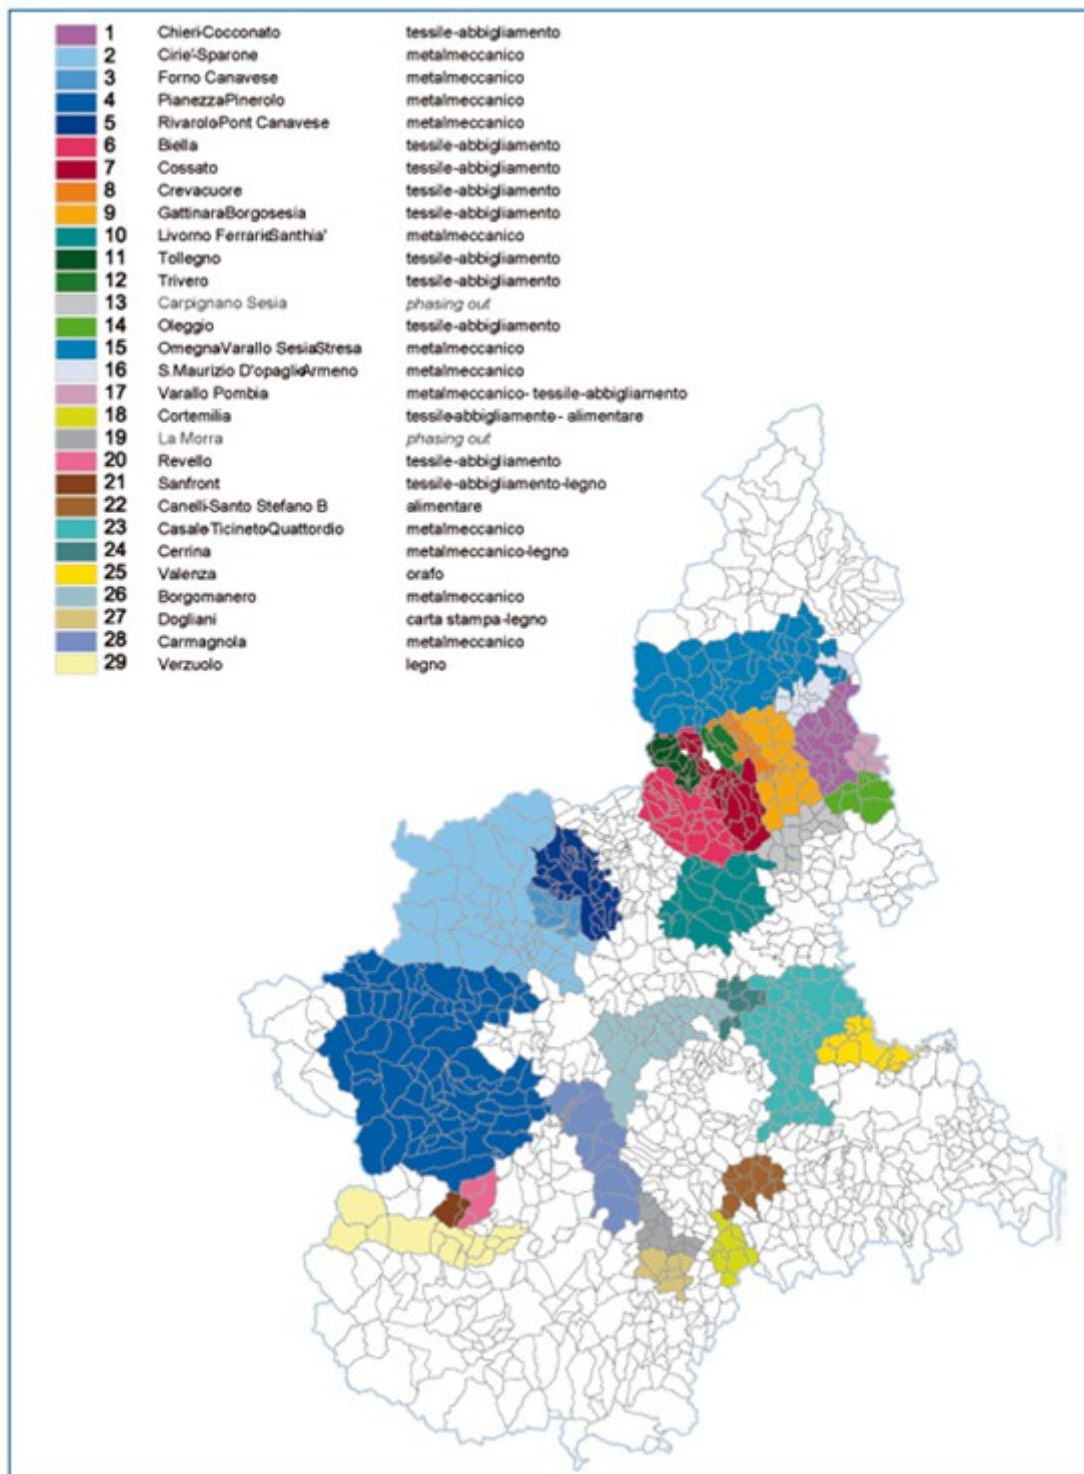 1 Chieri-Cocconato tessile-abbigliamento
2 Cirie'-Sparone metalmeccanico
3 Forno Canavese metalmeccanico
4 PianezzaPinerolo metalmeccanico
5 RivaroloPont Canavese metalmeccanico
6 Biella tessile-abbigliamento
7 Cossato tessile-abbigliamento
8 Crevacuore tessile-abbigliamento
9 GattinaraBorgosesia tessile-abbigliamento
10 Livorno FerrarisSanthia' metalmeccanico
11 Tollegno tessile-abbigliamento
12 Trivero tessile-abbigliamento
13 Carpignano Sesia phasing out
14 Oleggio tessile-abbigliamento
15 OmegnaVarallo SesiaStresa metalmeccanico
16 S.Maurizio D'opaglioArmeno metalmeccanico
17 Varallo Pombia metalmeccanico- tessile-abbigliamento
18 Cortemilia tessile-abbigliamente - alimentare
19 La Morra phasing out
20 Revello tessile-abbigliamento
21 Sanfront tessile-abbigliamento-legno
22 Canelli-Santo Stefano B alimentare
23 Casale-TicinetoQuattordio metalmeccanico
24 Cerrina metalmeccanico-legno
25 Valenza orafo
26 Borgomanero metalmeccanico
27 Dogliani carta stampa-legno
28 Carmagnola metalmeccanico
29 Verzuolo legno